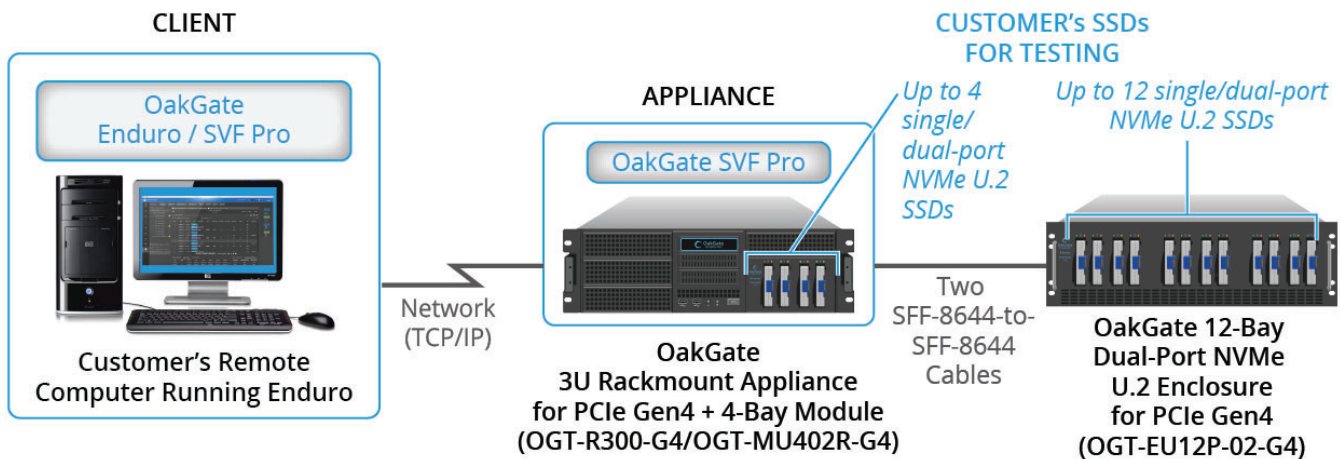 CLIENT
OakGate
Enduro / SVF Pro
Customer's Remote
Computer Running Enduro
Network
(TCP/IP)
APPLIANCE
OakGate SVF Pro
OakGate
OakGate
3U Rackmount Appliance
for PCIe Gen4 + 4-Bay Module
(OGT-R300-G4/OGT-MU402R-G4)
CUSTOMER's SSDs
FOR TESTING
Up to 4
single/
dual-port
NVMe U.2
SSDs
Up to 12 single/dual-port
NVMe U.2 SSDs
Two
SFF-8644-to-
SFF-8644
Cables
OakGate 12-Bay
Dual-Port NVMe
U.2 Enclosure
for PCIe Gen4
(OGT-EU12P-02-G4)